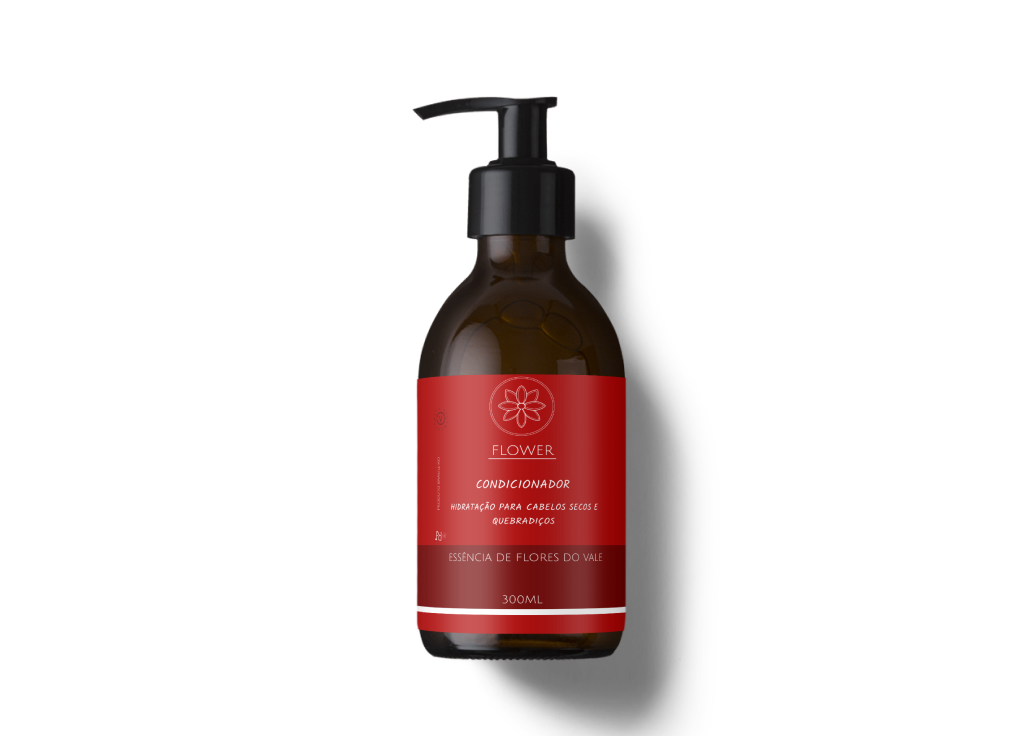 FLOWER
CONDICIONADOR
HIDRATAÇÃO PARA CABELOS SECOS E
QUEBRADIÇOS
ESSÊNCIA DE FLORES DO VALE
300ML